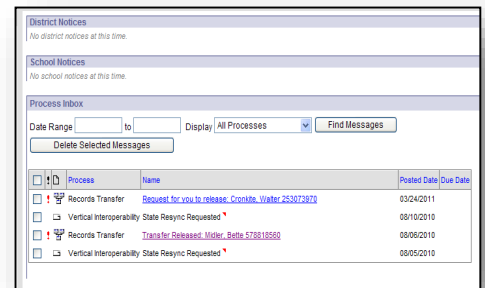 District Notices
No district notices at this time.
School Notices
No school notices at this time.
Process Inbox
Date Range to Display All Processes Find Messages
Delete Selected Messages
! Process Name Posted Date Due Date
! Records Transfer Request for you to release: Cronkite, Walter 253073970 03/24/2011
Vertical Interoperability State Resync Requested 08/10/2010
! Records Transfer Transfer Released: Midler, Bette 578818560 08/06/2010
Vertical Interoperability State Resync Requested 08/05/2010